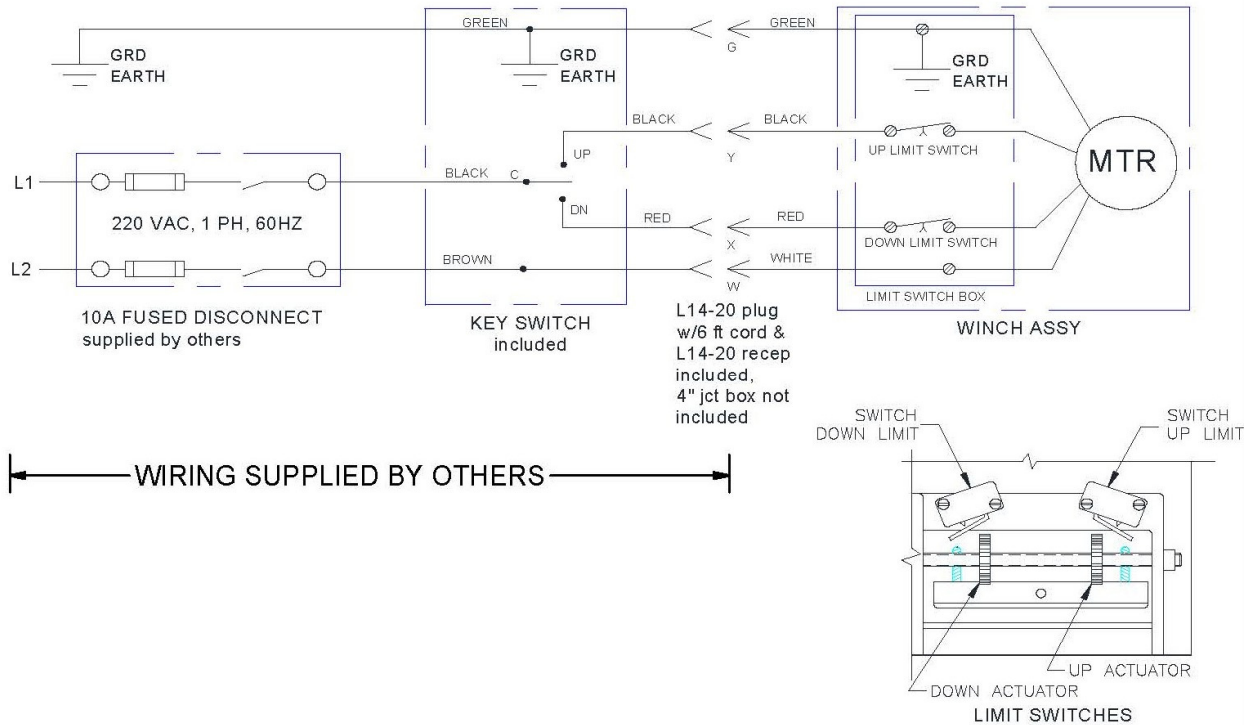 GREEN
G
GREEN
GRD
EARTH
GRD
EARTH
GRD
EARTH
BLACK
BLACK
Y
UP
UP LIMIT SWITCH
MTR
L1
BLACK
C
220 VAC, 1 PH, 60HZ
DN
RED
RED
X
DOWN LIMIT SWITCH
L2
BROWN
WHITE
W
LIMIT SWITCH BOX
10A FUSED DISCONNECT
supplied by others
KEY SWITCH
included
L14-20 plug
w/6 ft cord &
L14-20 recep
included,
4" jct box not
included
WINCH ASSY
WIRING SUPPLIED BY OTHERS
SWITCH
DOWN LIMIT
SWITCH
UP LIMIT
UP ACTUATOR
DOWN ACTUATOR
LIMIT SWITCHES